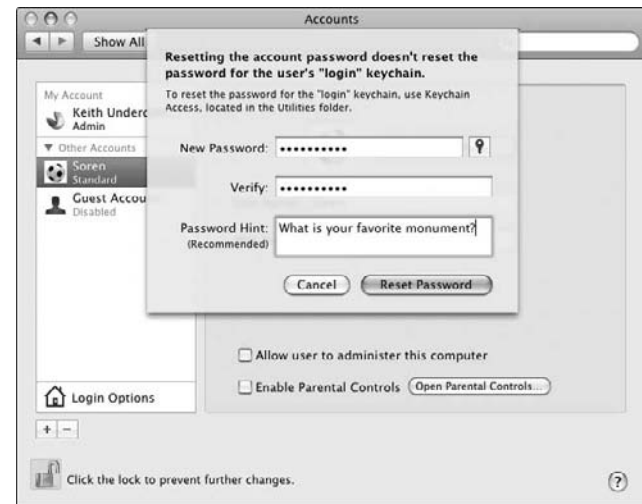 Accounts
Show All
Resetting the account password doesn't reset the
password for the user's "login" keychain.
To reset the password for the "login" keychain, use Keychain
Access, located in the Utilities folder.
My Account
Keith
Admin
Other Accounts
Soren
Standard
Guest
Disabled
New Password: ••••••••••
Verify: ••••••••••
Password Hint: What is your favorite monument?
(Recommended)
Cancel
Reset Password
Allow user to administer this computer
Enable Parental Controls
Open Parental Controls...
Login Options
+ −
Click the lock to prevent further changes.
?